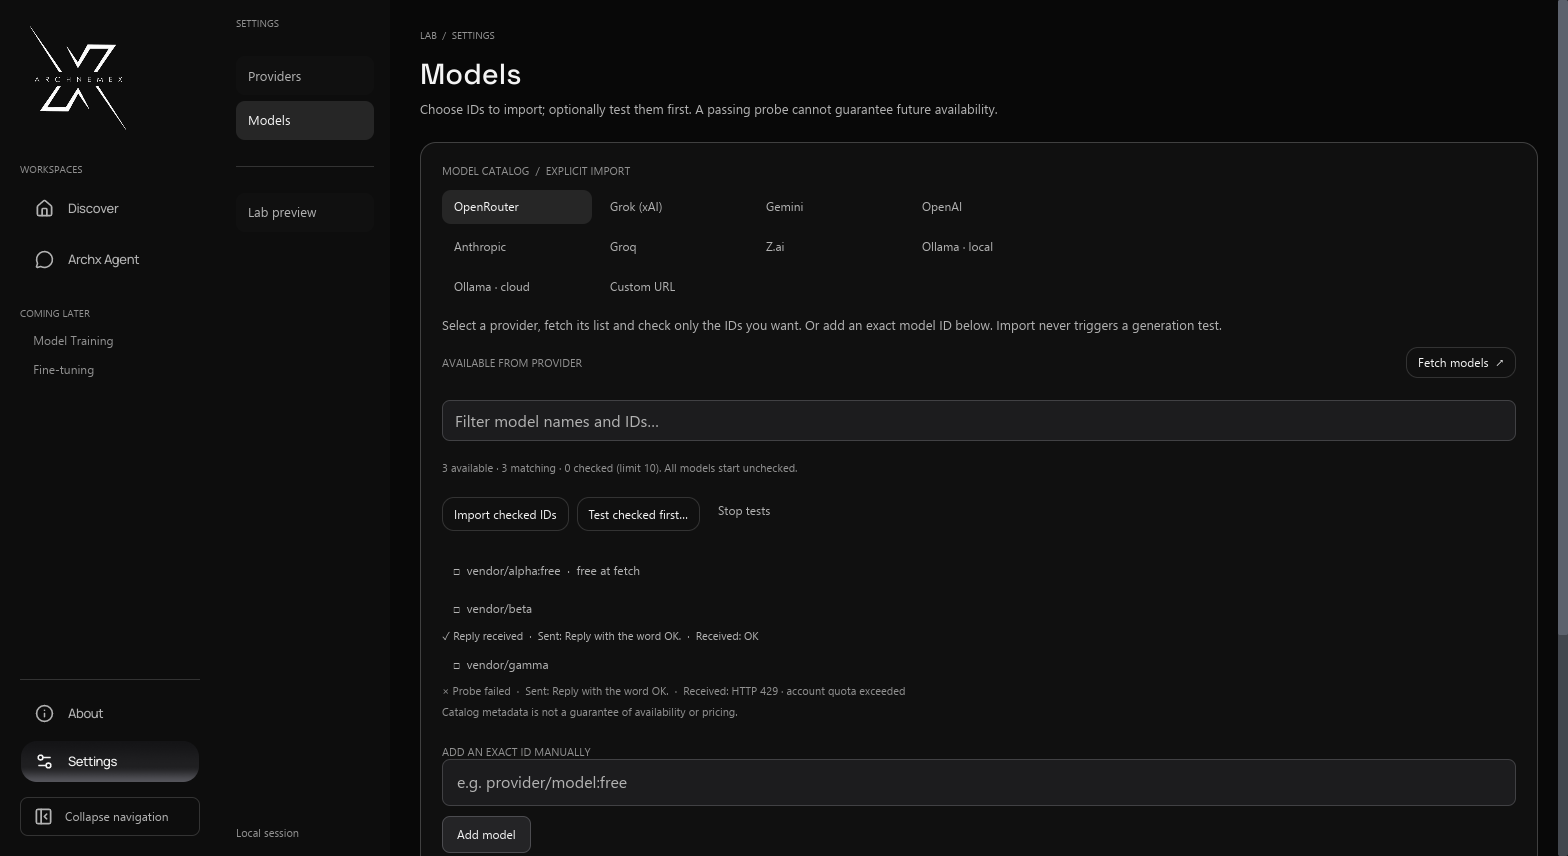 ARCHNEMEX
WORKSPACES
Discover
Archx Agent
COMING LATER
Model Training
Fine-tuning
About
Settings
Collapse navigation
SETTINGS
Providers
Models
Lab preview
Local session
LAB / SETTINGS
Models
Choose IDs to import; optionally test them first. A passing probe cannot guarantee future availability.
MODEL CATALOG / EXPLICIT IMPORT
OpenRouter Grok (xAI) Gemini OpenAI
Anthropic Groq Z.ai Ollama · local
Ollama · cloud Custom URL
Select a provider, fetch its list and check only the IDs you want. Or add an exact model ID below. Import never triggers a generation test.
AVAILABLE FROM PROVIDER Fetch models ↗
Filter model names and IDs...
3 available · 3 matching · 0 checked (limit 10). All models start unchecked.
Import checked IDs Test checked first... Stop tests
□ vendor/alpha:free · free at fetch
□ vendor/beta
✓ Reply received · Sent: Reply with the word OK. · Received: OK
□ vendor/gamma
× Probe failed · Sent: Reply with the word OK. · Received: HTTP 429 · account quota exceeded
Catalog metadata is not a guarantee of availability or pricing.
ADD AN EXACT ID MANUALLY
e.g. provider/model:free
Add model